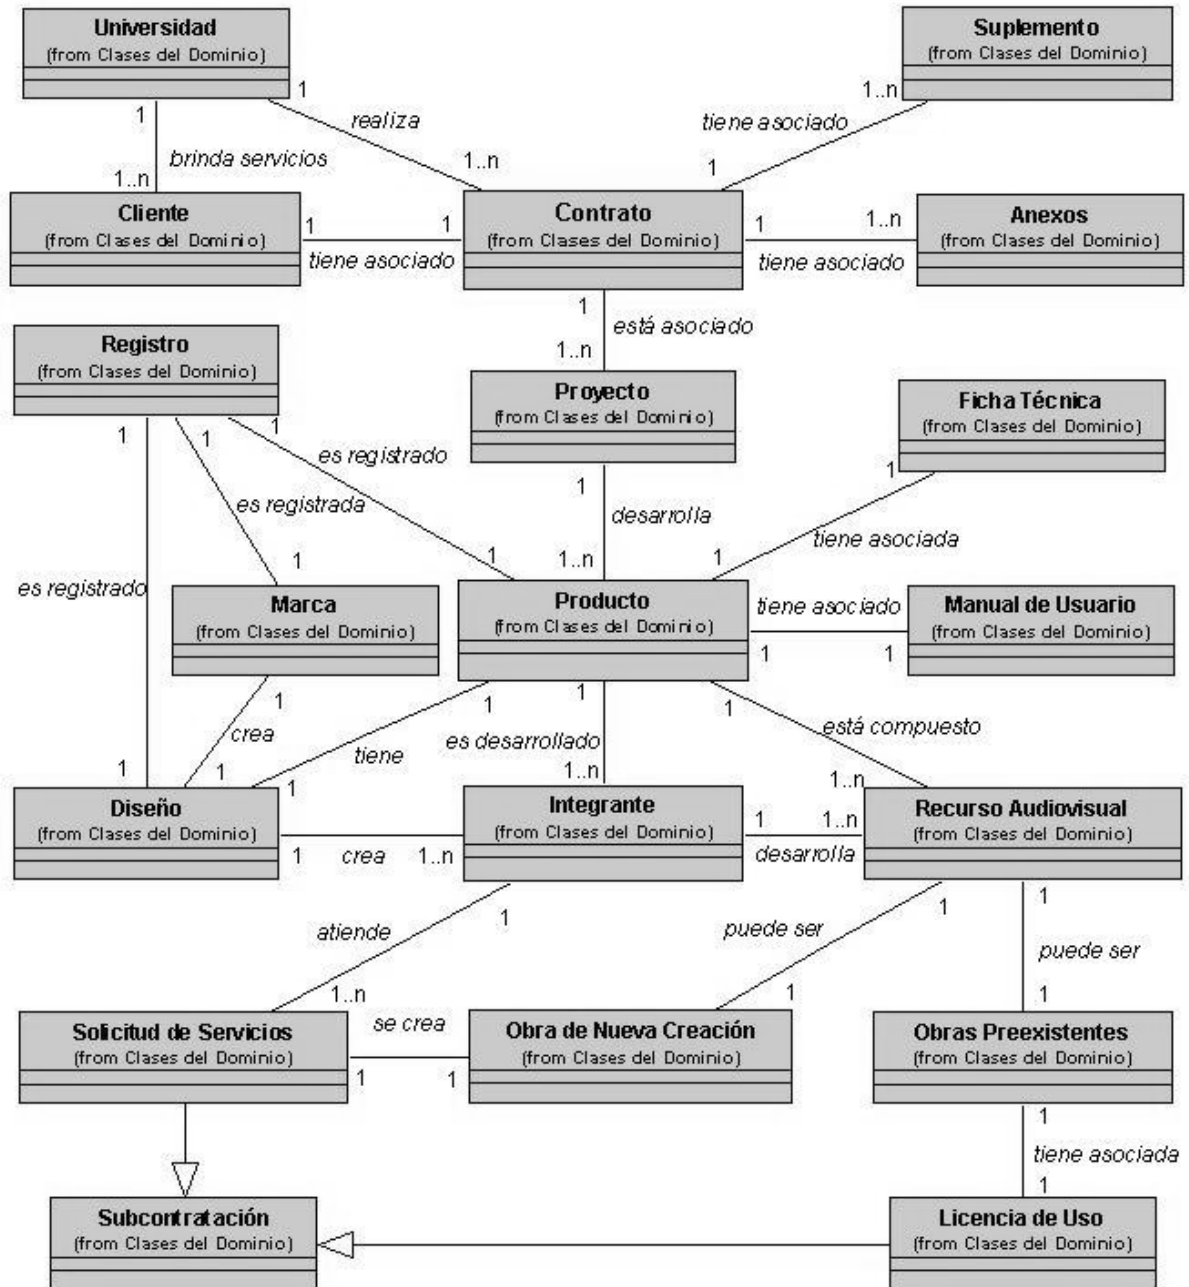 Universidad
(from Clases del Dominio)
Suplemento
(from Clases del Dominio)
1
1
1..n
realiza
tiene asociado
brinda servicios
1..n
1..n
1
Cliente
(from Clases del Dominio)
1
1
tiene asociado
Contrato
(from Clases del Dominio)
1
1..n
tiene asociado
Anexos
(from Clases del Dominio)
1
está asociado
1..n
Registro
(from Clases del Dominio)
Proyecto
(from Clases del Dominio)
Ficha Técnica
(from Clases del Dominio)
1
1
1
es registrado
1
1
es registrada
desarrolla
tiene asociada
1
1
1..n
1
es registrado
Marca
(from Clases del Dominio)
Producto
(from Clases del Dominio)
tiene asociado
1
1
Manual de Usuario
(from Clases del Dominio)
1
1
1
1
crea
tiene
es desarrollado
está compuesto
1
1
1
1..n
1..n
Diseño
(from Clases del Dominio)
1
crea
1..n
Integrante
(from Clases del Dominio)
1
1..n
desarrolla
Recurso Audiovisual
(from Clases del Dominio)
1
1
1
atiende
puede ser
puede ser
1..n
1
1
Solicitud de Servicios
(from Clases del Dominio)
se crea
1
1
Obra de Nueva Creación
(from Clases del Dominio)
Obras Preexistentes
(from Clases del Dominio)
1
tiene asociada
1
Subcontratación
(from Clases del Dominio)
Licencia de Uso
(from Clases del Dominio)